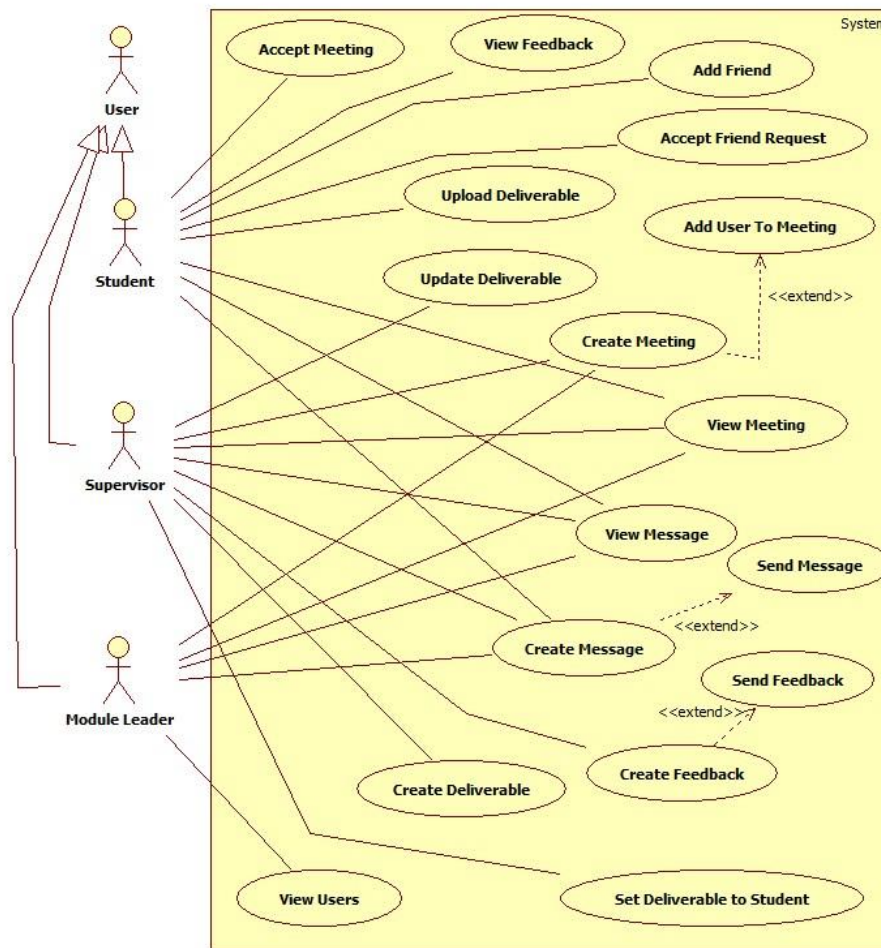 System
Accept Meeting
View Feedback
Add Friend
User
Accept Friend Request
Upload Deliverable
Add User To Meeting
Student
Update Deliverable
<<extend>>
Create Meeting
View Meeting
Supervisor
View Message
Send Message
<<extend>>
Create Message
Send Feedback
Module Leader
<<extend>>
Create Feedback
Create Deliverable
View Users
Set Deliverable to Student